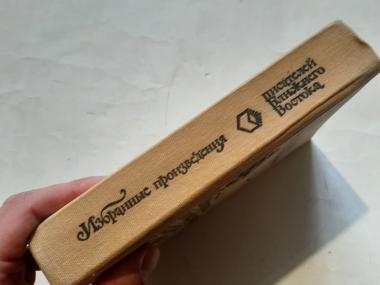 Избранные произведения
писателей
Ближнего
Востока